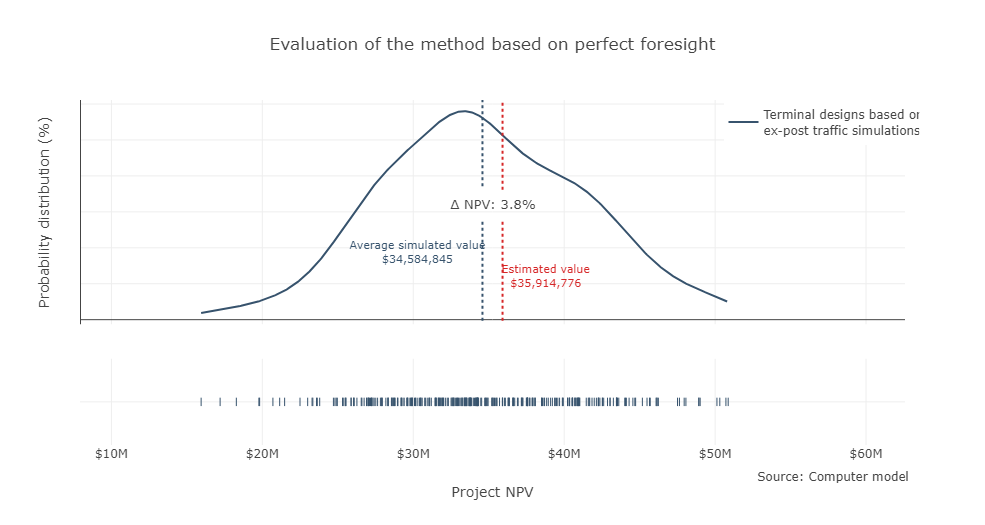 Evaluation of the method based on perfect foresight
Probability distribution (%)
Terminal designs based or
ex-post traffic simulations
Δ NPV: 3.8%
Average simulated value
$34,584,845
Estimated value
$35,914,776
$10M $20M $30M $40M $50M $60M
Source: Computer model
Project NPV